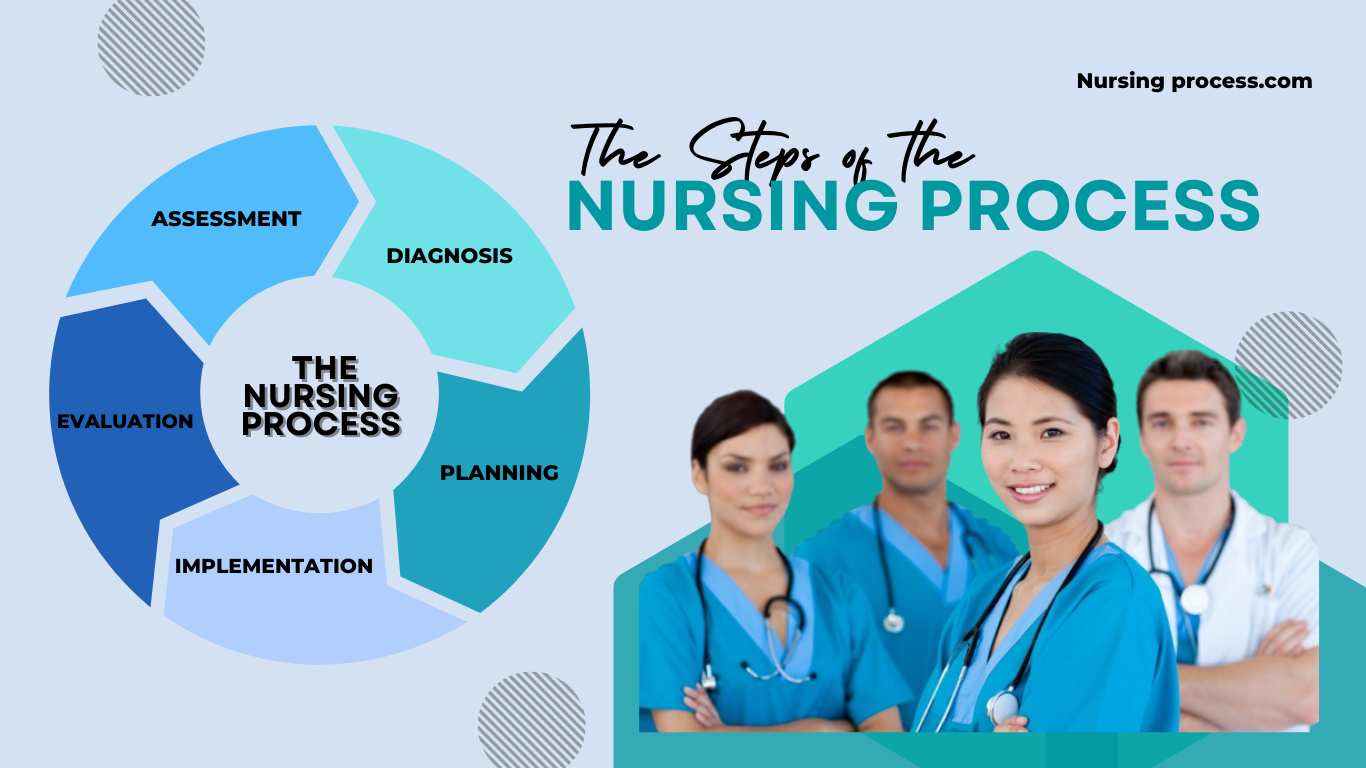 Nursing process.com
The Steps of the
NURSING PROCESS
ASSESSMENT
DIAGNOSIS
PLANNING
IMPLEMENTATION
EVALUATION
THE
NURSING
PROCESS